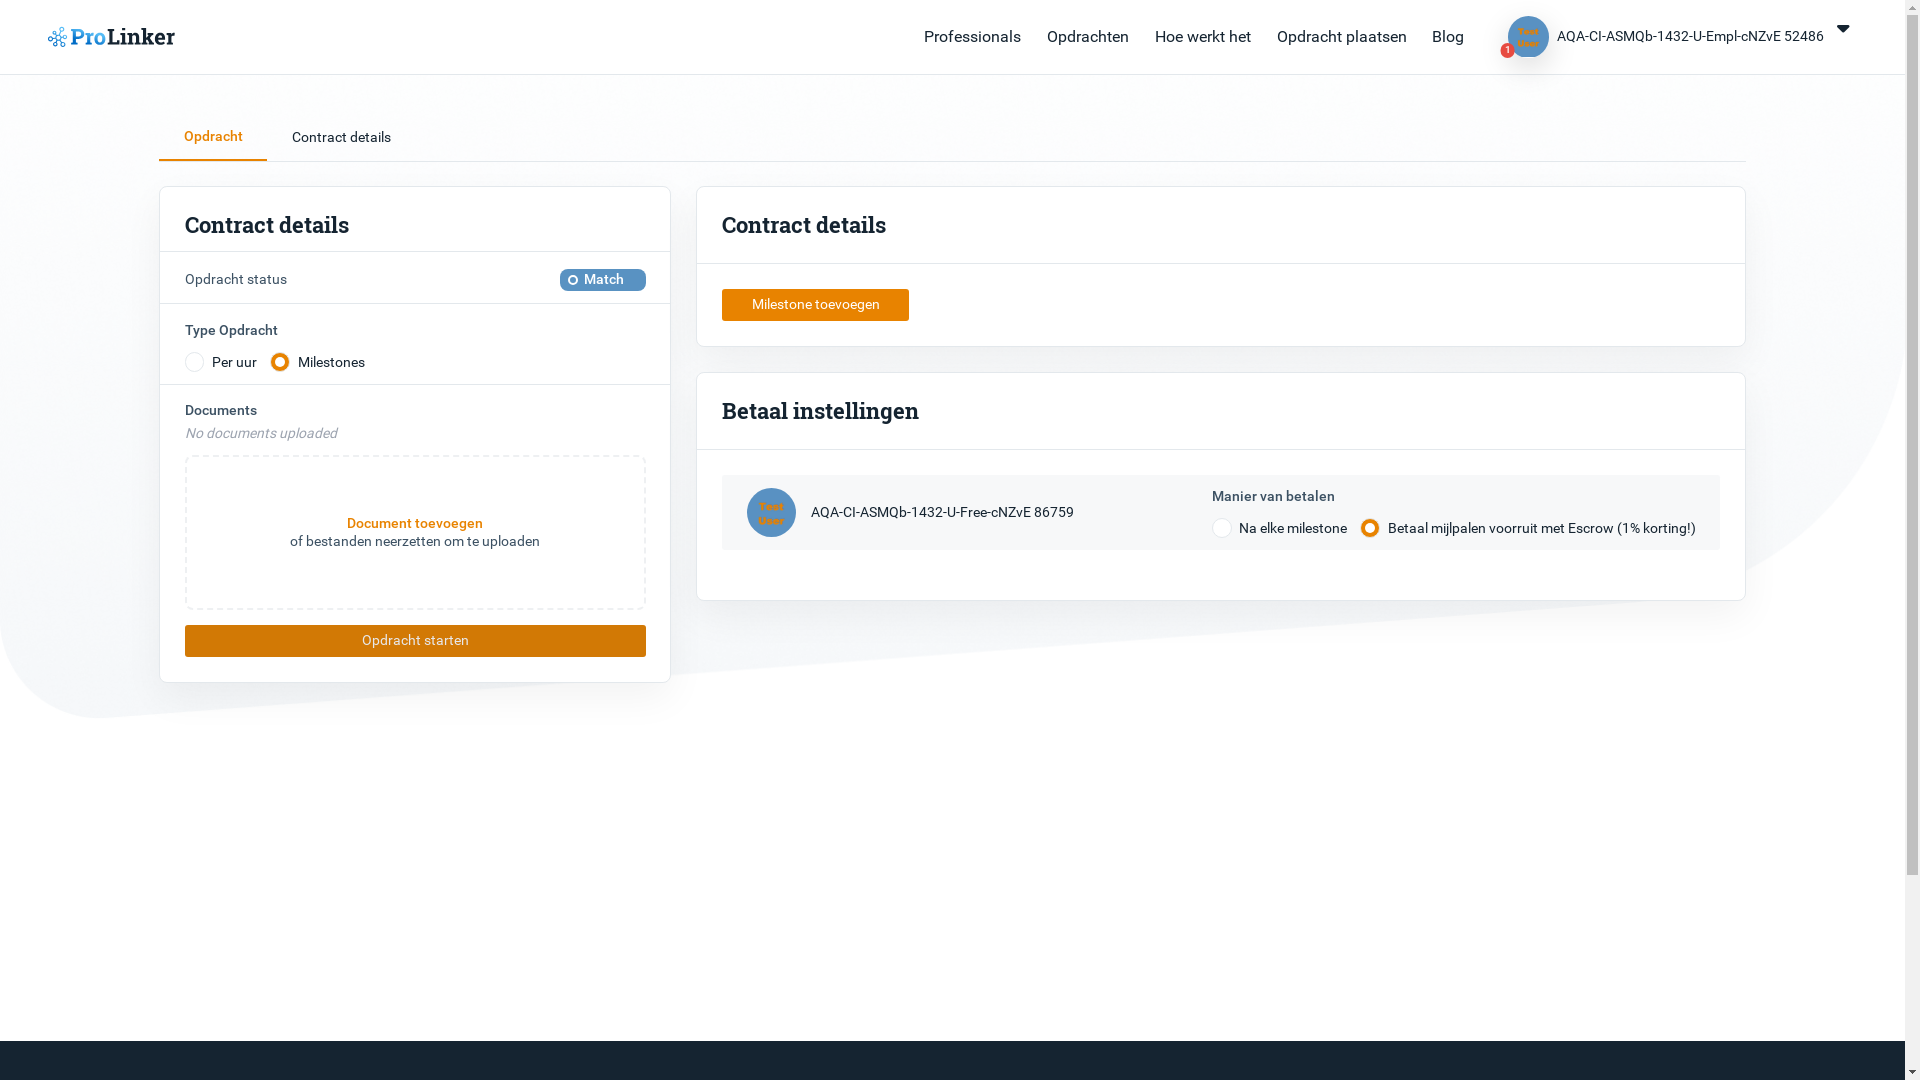 ProLinker
Professionals
Opdrachten
Hoe werkt het
Opdracht plaatsen
Blog
Test
User
1
AQA-CI-ASMQb-1432-U-Empl-cNZvE 52486
Opdracht
Contract details
Contract details
Opdracht status
Match
Type Opdracht
Per uur
Milestones
Documents
No documents uploaded
Document toevoegen
of bestanden neerzetten om te uploaden
Opdracht starten
Contract details
Milestone toevoegen
Betaal instellingen
Test
User
AQA-CI-ASMQb-1432-U-Free-cNZvE 86759
Manier van betalen
Na elke milestone
Betaal mijlpalen voorruit met Escrow (1% korting!)